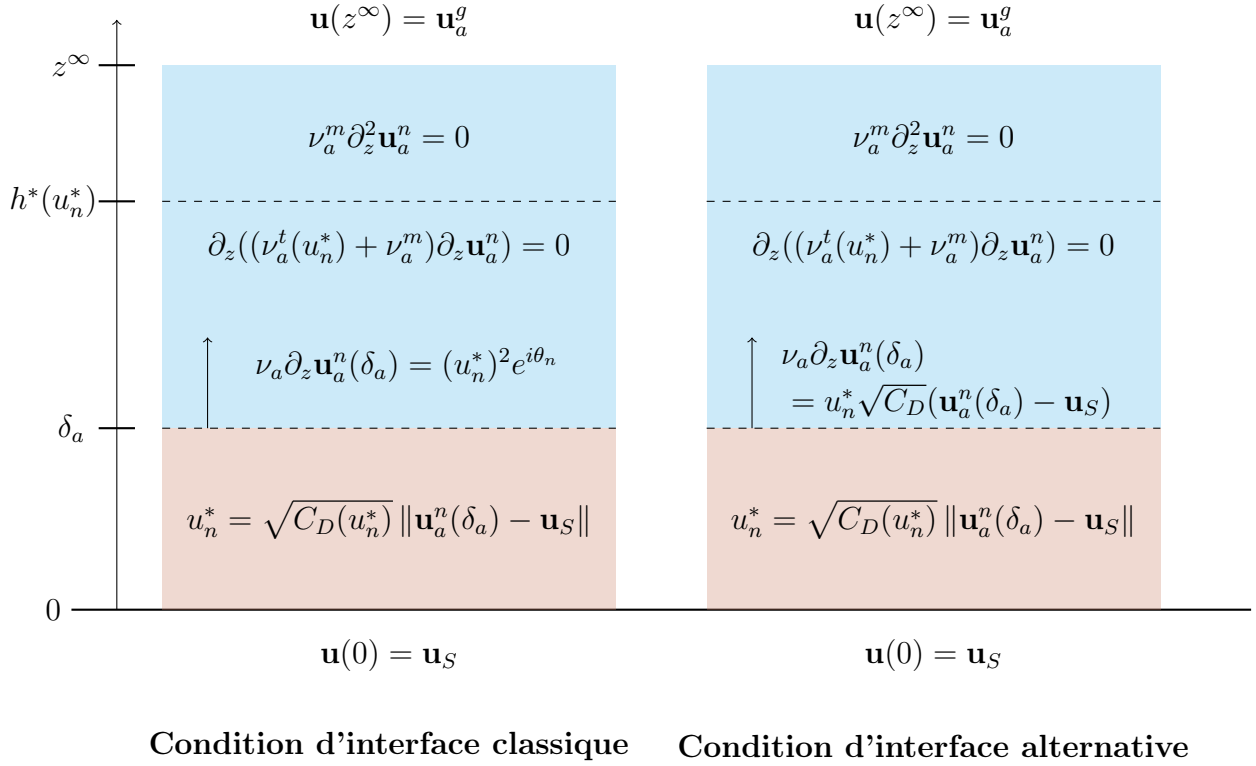 𝐮(z^∞) = 𝐮_a^g
𝐮(z^∞) = 𝐮_a^g
z^∞
ν_a^m ∂_z^2 𝐮_a^n = 0
ν_a^m ∂_z^2 𝐮_a^n = 0
h^*(u_n^*)
∂_z((ν_a^t(u_n^*) + ν_a^m)∂_z 𝐮_a^n) = 0
∂_z((ν_a^t(u_n^*) + ν_a^m)∂_z 𝐮_a^n) = 0
ν_a ∂_z 𝐮_a^n(δ_a) = (u_n^*)^2 e^{iθ_n}
ν_a ∂_z 𝐮_a^n(δ_a)
= u_n^* √C_D (𝐮_a^n(δ_a) − 𝐮_S)
δ_a
u_n^* = √(C_D(u_n^*)) ‖𝐮_a^n(δ_a) − 𝐮_S‖
u_n^* = √(C_D(u_n^*)) ‖𝐮_a^n(δ_a) − 𝐮_S‖
0
𝐮(0) = 𝐮_S
𝐮(0) = 𝐮_S
Condition d'interface classique
Condition d'interface alternative